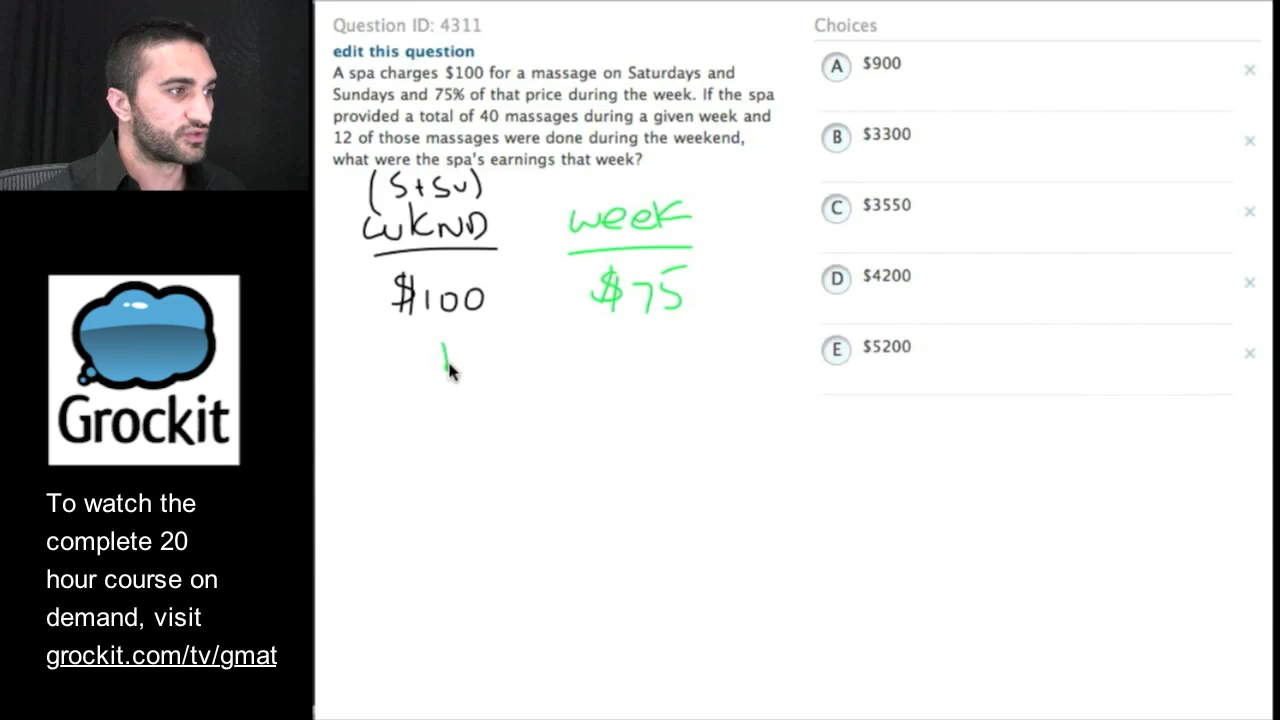 Question ID: 4311
edit this question
A spa charges $100 for a massage on Saturdays and
Sundays and 75% of that price during the week. If the spa
provided a total of 40 massages during a given week and
12 of those massages were done during the weekend,
what were the spa's earnings that week?
(S+SU)
WKND
$100
week
$75
Choices
A $900
B $3300
C $3550
D $4200
E $5200
Grockit
To watch the
complete 20
hour course on
demand, visit
grockit.com/tv/gmat